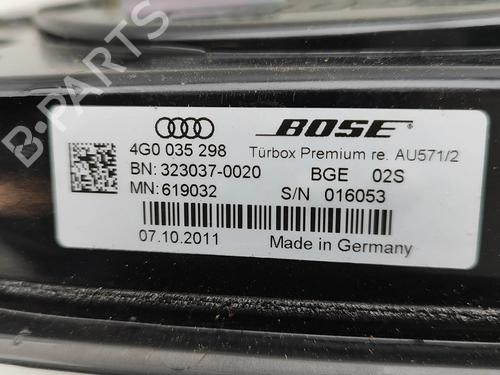 BOSE
4G0 035 298 Türbox Premium re. AU571/2
BN: 323037-0020 BGE 02S
MN: 619032 S/N 016053
07.10.2011 Made in Germany
B-PARTS